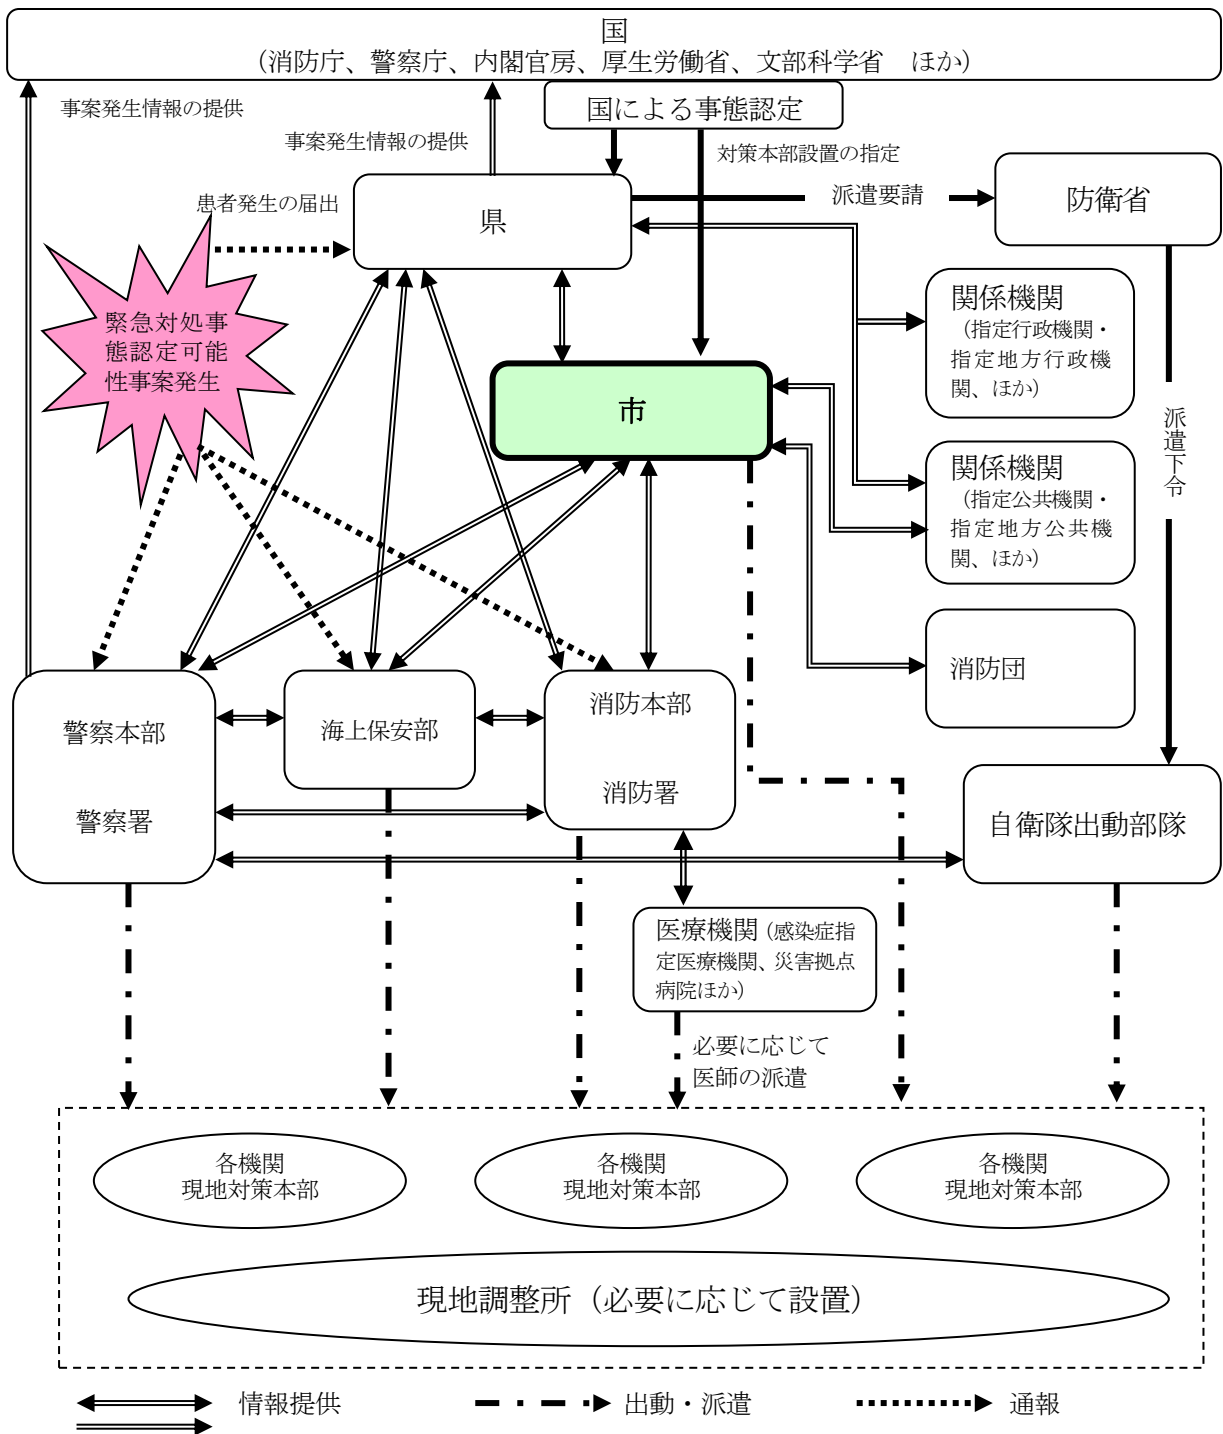 国
（消防庁、警察庁、内閣官房、厚生労働省、文部科学省　ほか）
事案発生情報の提供
国による事態認定
事案発生情報の提供
対策本部設置の指定
派遣要請
防衛省
患者発生の届出
県
関係機関
（指定行政機関・
指定地方行政機
関、ほか）
緊急対処事
態認定可能
性事案発生
市
派遣下令
関係機関
（指定公共機関・
指定地方公共機
関、ほか）
消防団
警察本部
警察署
海上保安部
消防本部
消防署
自衛隊出動部隊
医療機関（感染症指
定医療機関、災害拠点
病院ほか）
必要に応じて
医師の派遣
各機関
現地対策本部
各機関
現地対策本部
各機関
現地対策本部
現地調整所（必要に応じて設置）
情報提供
出動・派遣
通報